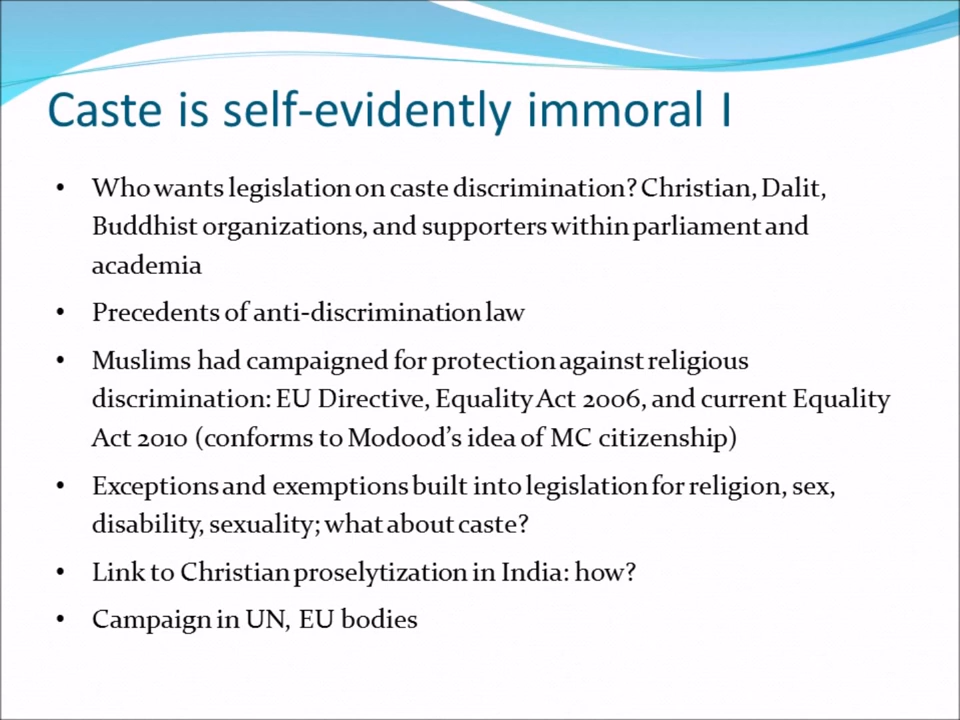 Caste is self-evidently immoral I
• Who wants legislation on caste discrimination? Christian, Dalit,
Buddhist organizations, and supporters within parliament and
academia
• Precedents of anti-discrimination law
• Muslims had campaigned for protection against religious
discrimination: EU Directive, Equality Act 2006, and current Equality
Act 2010 (conforms to Modood's idea of MC citizenship)
• Exceptions and exemptions built into legislation for religion, sex,
disability, sexuality; what about caste?
• Link to Christian proselytization in India: how?
• Campaign in UN, EU bodies